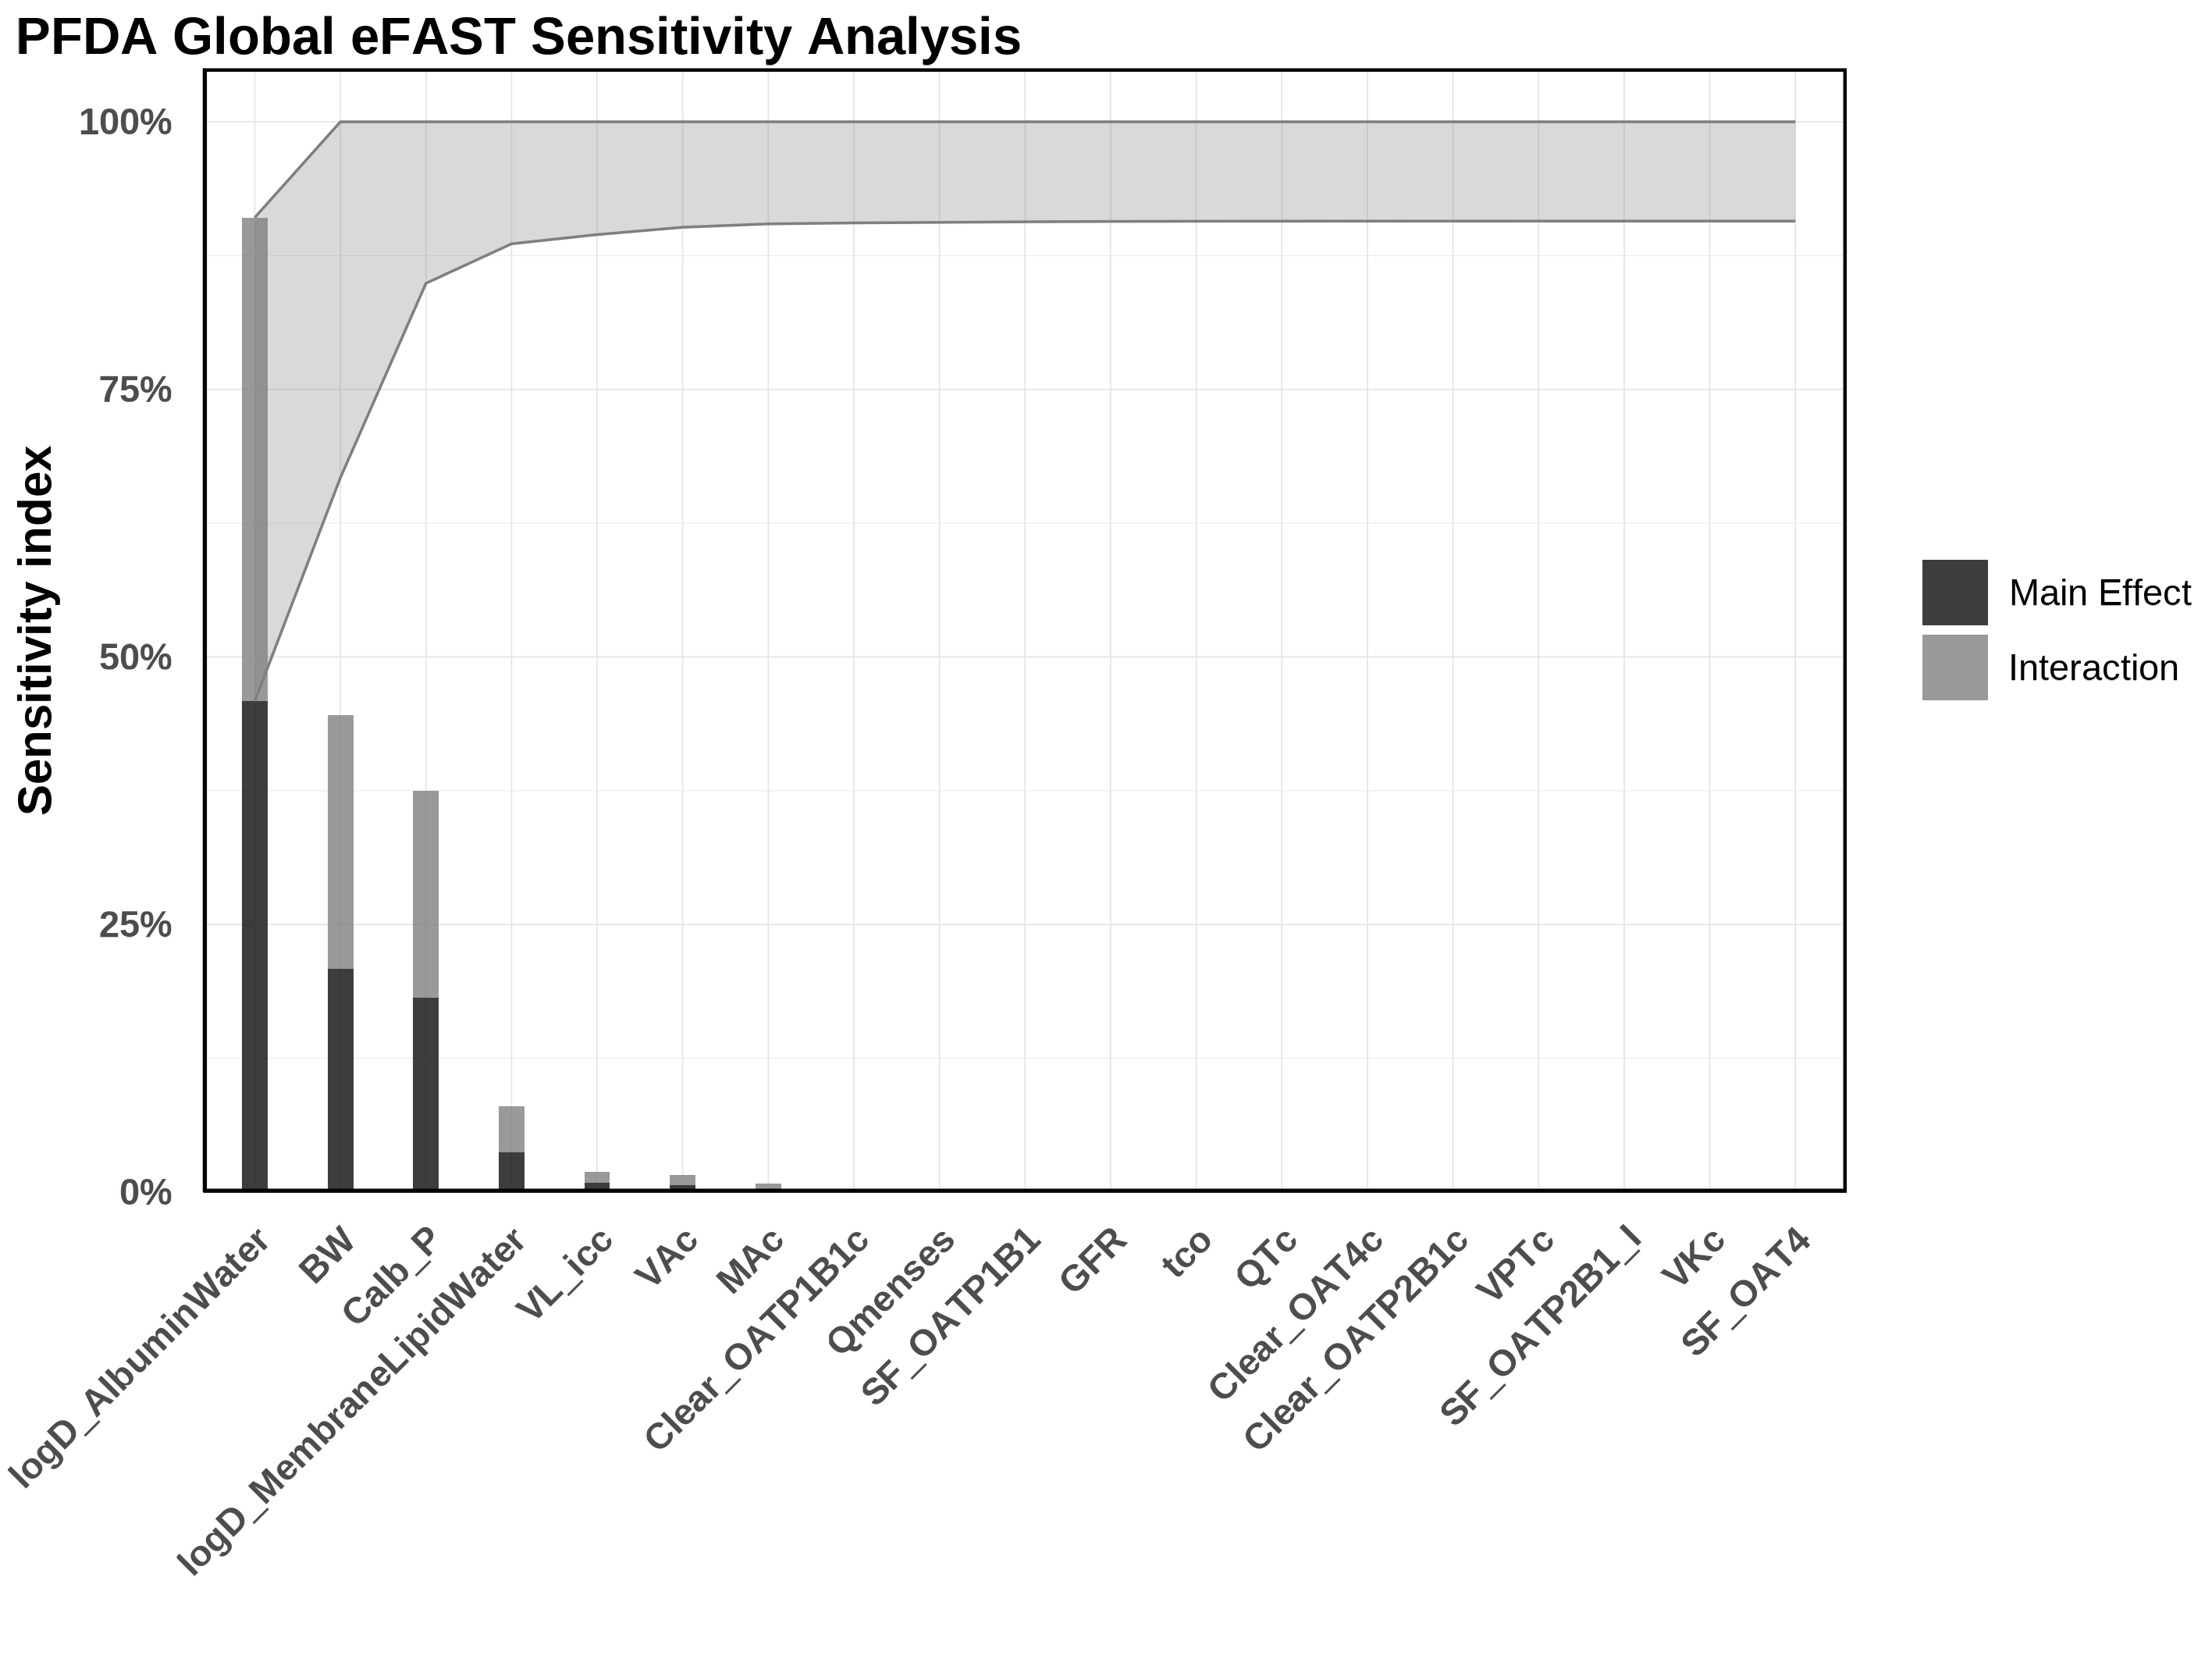 PFDA Global eFAST Sensitivity Analysis
Sensitivity index
100%
75%
50%
25%
0%
logD_AlbuminWater
BW
Calb_P
logD_MembraneLipidWater
VL_icc
VAc
MAc
Clear_OATP1B1c
Qmenses
SF_OATP1B1
GFR
tco
QTc
Clear_OAT4c
Clear_OATP2B1c
VPTc
SF_OATP2B1_l
VKc
SF_OAT4
Main Effect
Interaction